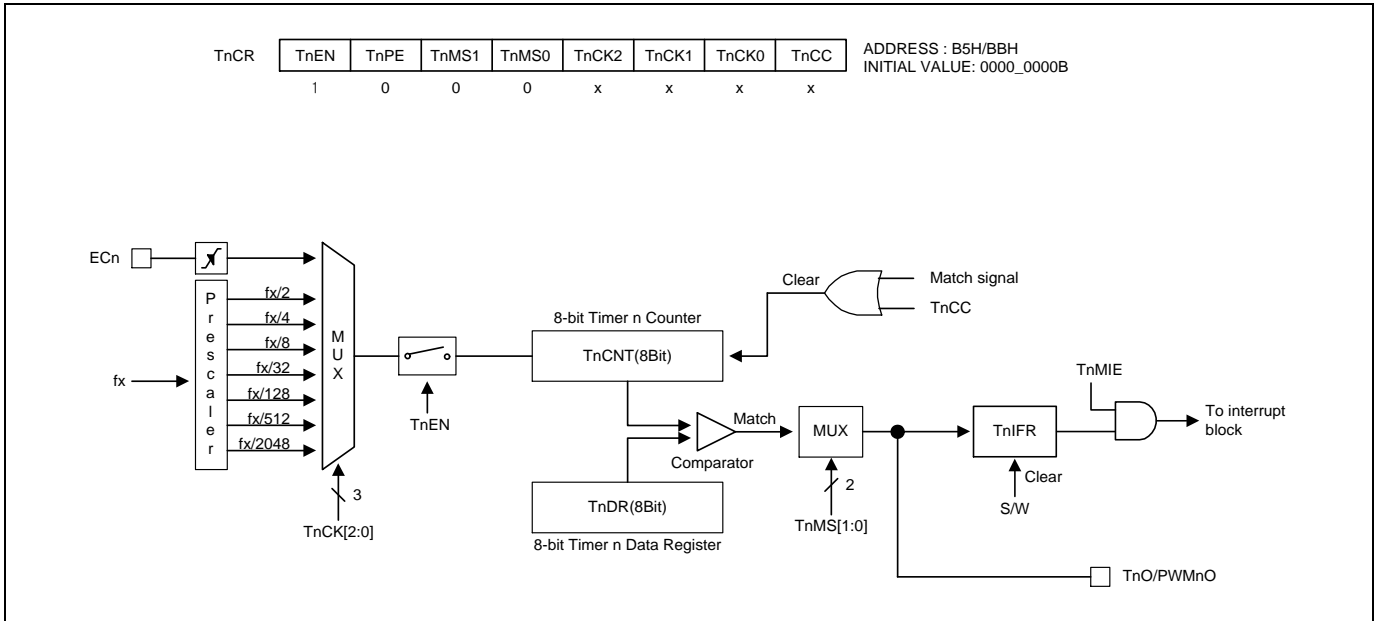 TnCR TnEN TnPE TnMS1 TnMS0 TnCK2 TnCK1 TnCK0 TnCC ADDRESS : B5H/BBH
INITIAL VALUE: 0000_0000B
1 0 0 0 x x x x
ECn
fx
Prescaler
fx/2
fx/4
fx/8
fx/32
fx/128
fx/512
fx/2048
MUX
3
TnCK[2:0]
TnEN
8-bit Timer n Counter
TnCNT(8Bit)
Clear
Match signal
TnCC
Match
Comparator
TnDR(8Bit)
8-bit Timer n Data Register
MUX
2
TnMS[1:0]
TnIFR
Clear
S/W
TnMIE
To interrupt
block
TnO/PWMnO